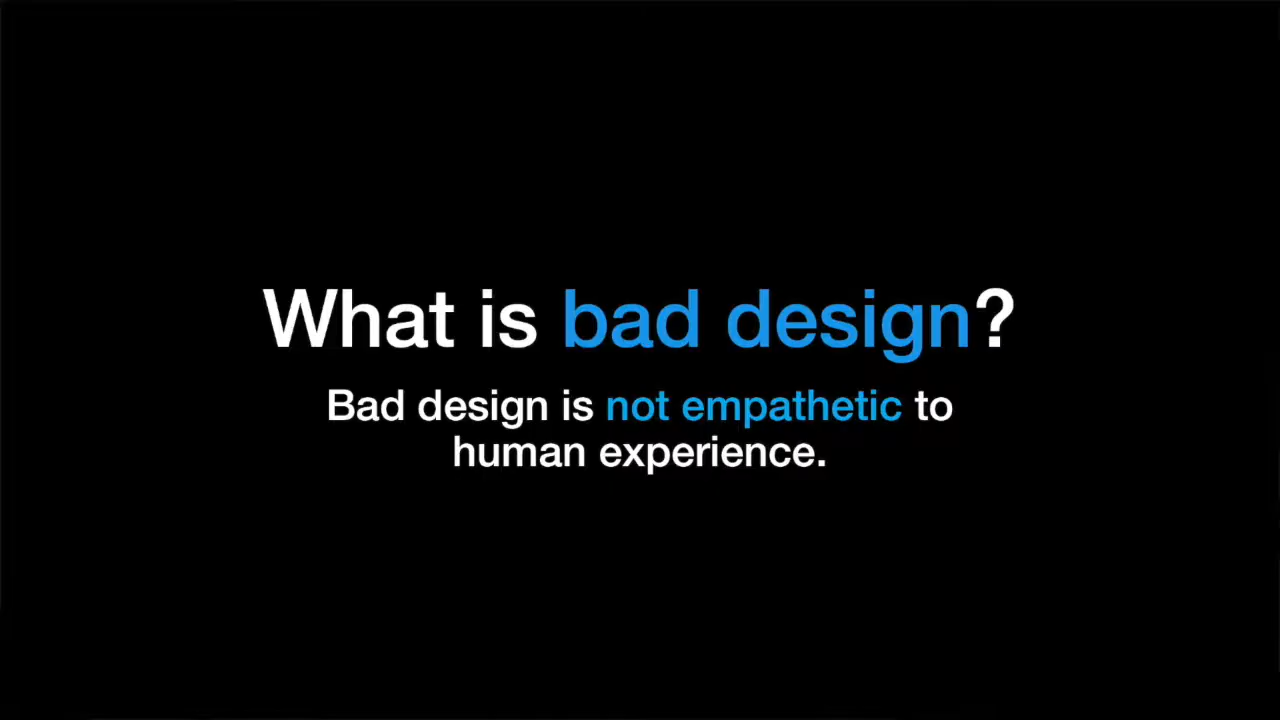 What is bad design?
Bad design is not empathetic to
human experience.